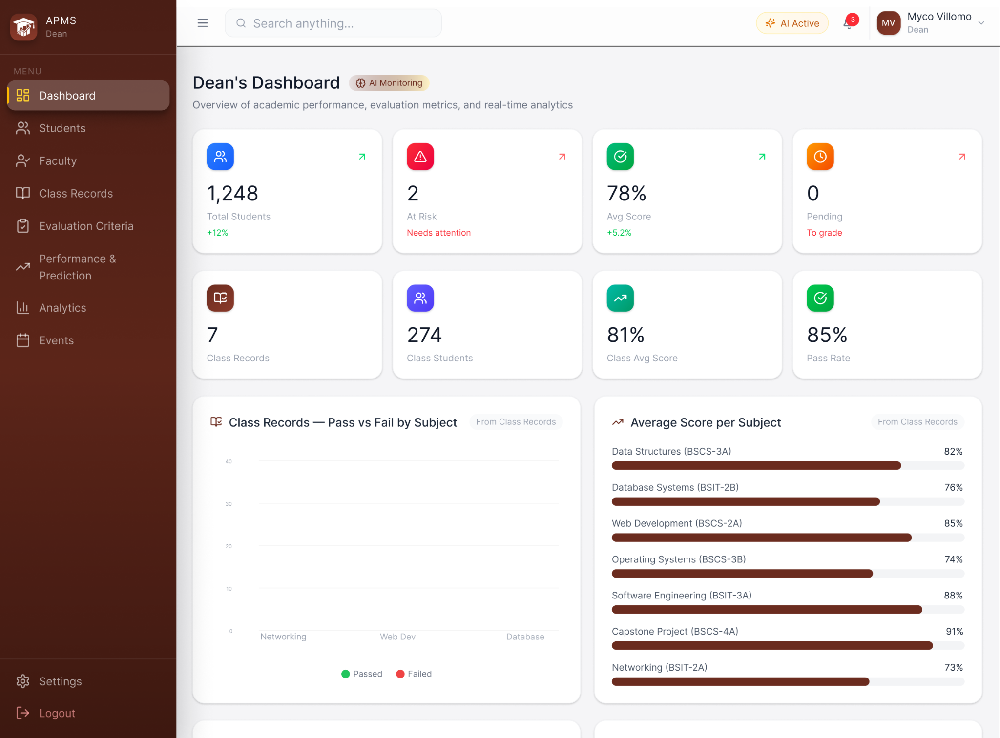 APMS
Dean
MENU
Dashboard
Students
Faculty
Class Records
Evaluation Criteria
Performance &
Prediction
Analytics
Events
Settings
Logout
Search anything...
AI Active
3
MV
Myco Villomo
Dean
Dean's Dashboard
AI Monitoring
Overview of academic performance, evaluation metrics, and real-time analytics
1,248
Total Students
+12%
2
At Risk
Needs attention
78%
Avg Score
+5.2%
0
Pending
To grade
7
Class Records
274
Class Students
81%
Class Avg Score
85%
Pass Rate
Class Records — Pass vs Fail by Subject
From Class Records
40
30
20
10
0
Networking
Web Dev
Database
Passed
Failed
Average Score per Subject
From Class Records
Data Structures (BSCS-3A) 82%
Database Systems (BSIT-2B) 76%
Web Development (BSCS-2A) 85%
Operating Systems (BSCS-3B) 74%
Software Engineering (BSIT-3A) 88%
Capstone Project (BSCS-4A) 91%
Networking (BSIT-2A) 73%